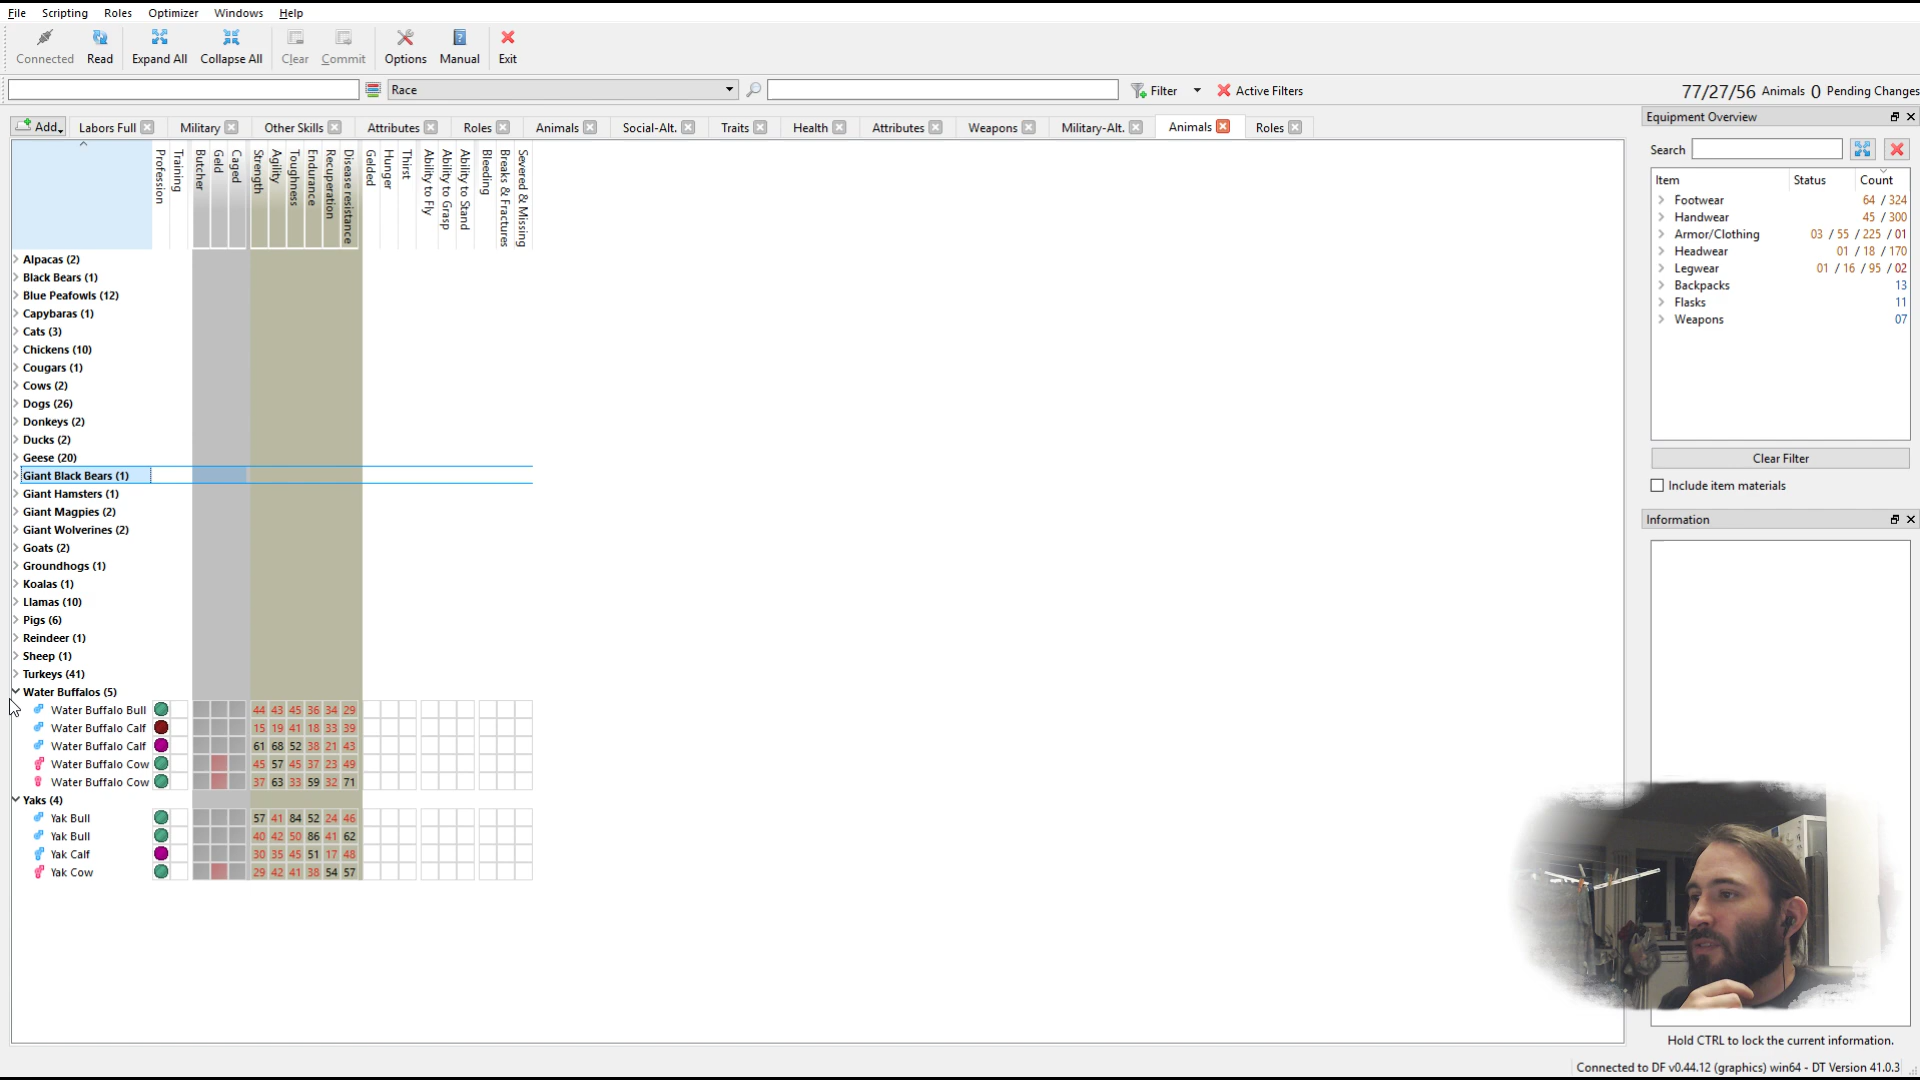 File Scripting Roles Optimizer Windows Help
Connected Read Expand All Collapse All Clear Commit Options Manual Exit
Race Filter Active Filters 77/27/56 Animals 0 Pending Changes
Add Labors Full Military Other Skills Attributes Roles Animals Social-Alt. Traits Health Attributes Weapons Military-Alt. Animals Roles
Profession
Training
Butcher
Geld
Caged
Strength
Agility
Toughness
Endurance
Recuperation
Disease resistance
Gelded
Hunger
Thirst
Ability to Fly
Ability to Grasp
Ability to Stand
Bleeding
Breaks & Fractures
Severed & Missing
Alpacas (2)
Black Bears (1)
Blue Peafowls (12)
Capybaras (1)
Cats (3)
Chickens (10)
Cougars (1)
Cows (2)
Dogs (26)
Donkeys (2)
Ducks (2)
Geese (20)
Giant Black Bears (1)
Giant Hamsters (1)
Giant Magpies (2)
Giant Wolverines (2)
Goats (2)
Groundhogs (1)
Koalas (1)
Llamas (10)
Pigs (6)
Reindeer (1)
Sheep (1)
Turkeys (41)
Water Buffalos (5)
Water Buffalo Bull 44 43 45 36 34 29
Water Buffalo Calf 15 19 41 18 33 39
Water Buffalo Calf 61 68 52 38 21 43
Water Buffalo Cow 45 57 45 37 23 49
Water Buffalo Cow 37 63 33 59 32 71
Yaks (4)
Yak Bull 57 41 84 52 24 46
Yak Bull 40 42 50 86 41 62
Yak Calf 30 35 45 51 17 48
Yak Cow 29 42 41 38 54 57
Equipment Overview
Search
Item Status Count
Footwear 64 / 324
Handwear 45 / 300
Armor/Clothing 03 / 55 / 225 / 01
Headwear 01 / 18 / 170
Legwear 01 / 16 / 95 / 02
Backpacks 13
Flasks 11
Weapons 07
Clear Filter
Include item materials
Information
Hold CTRL to lock the current information.
Connected to DF v0.44.12 (graphics) win64 - DT Version 41.0.3